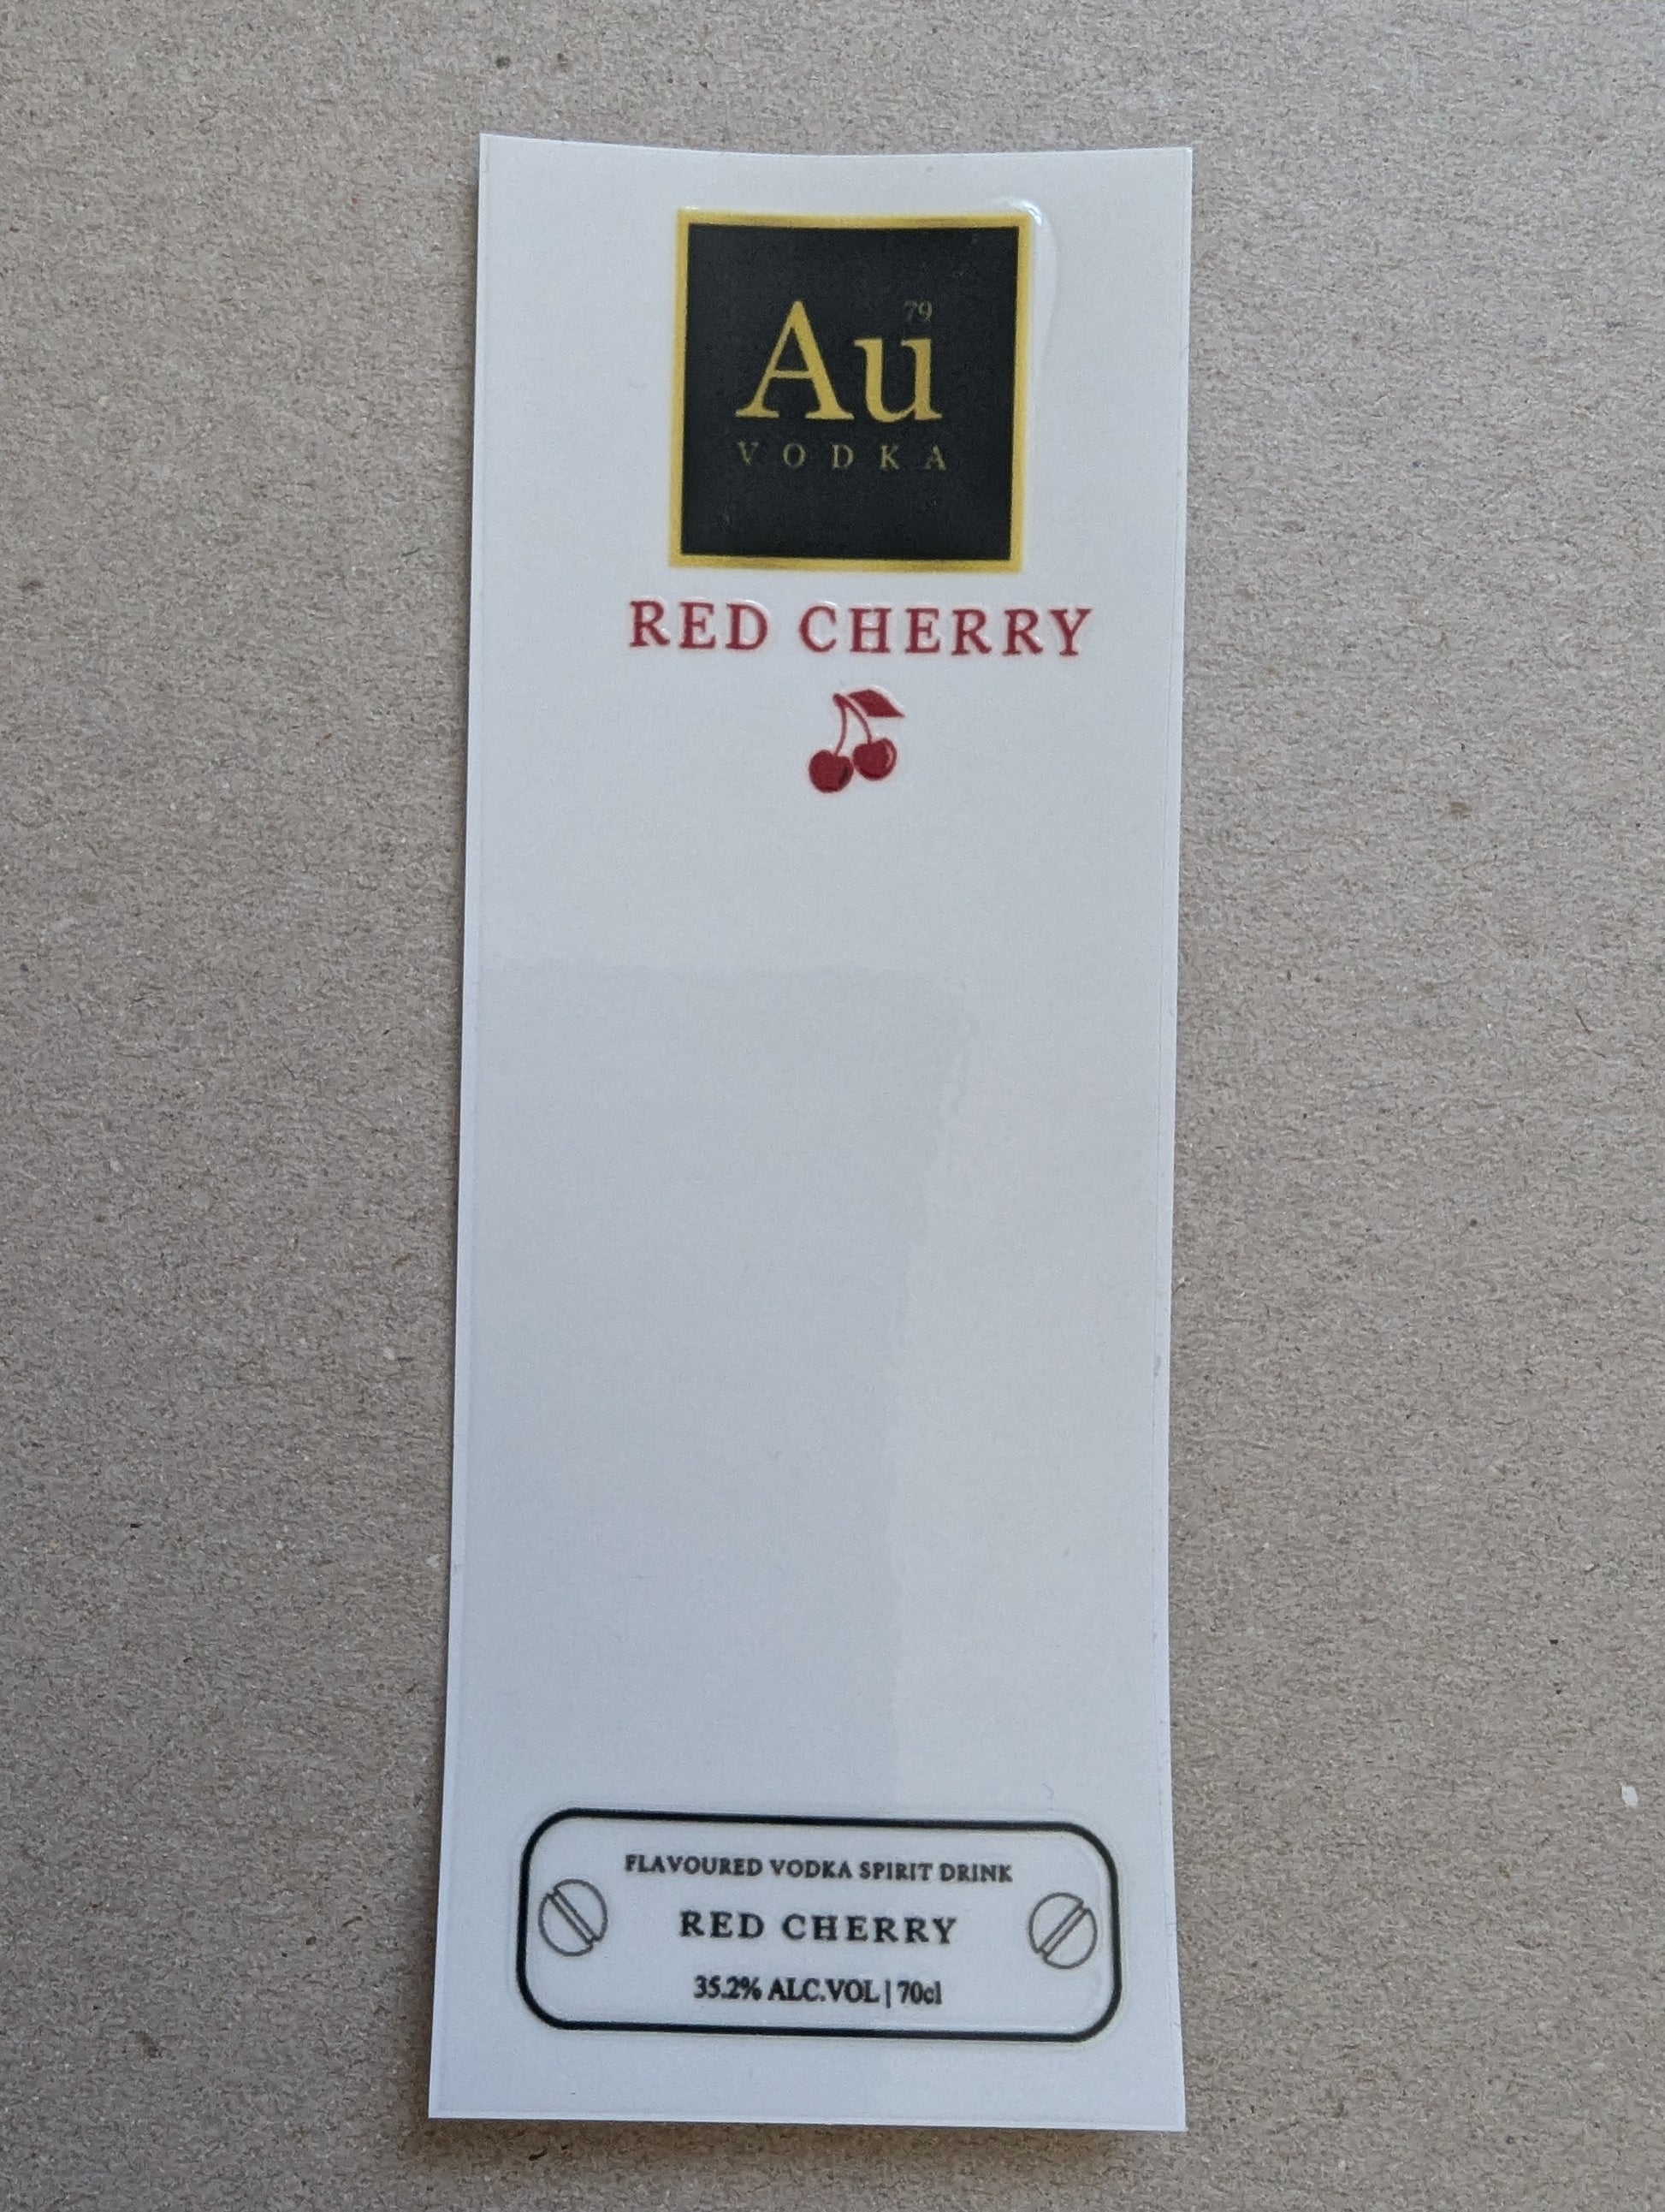 79
Au
VODKA
RED CHERRY
FLAVOURED VODKA SPIRIT DRINK
RED CHERRY
35.2% ALC.VOL | 70cl